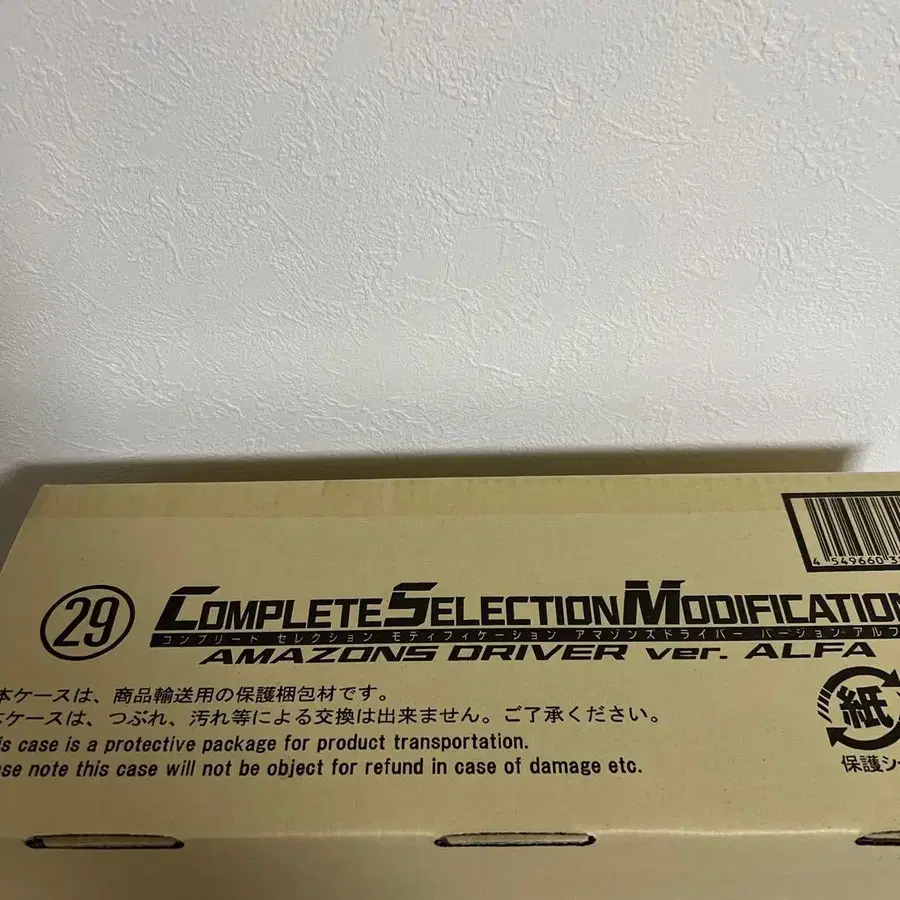 29
COMPLETE SELECTION MODIFICATION
コンプリート セレクション モディフィケーション アマゾンズドライバー バージョン アルフ
AMAZONS DRIVER ver. ALFA
本ケースは、商品輸送用の保護梱包材です。
ケースは、つぶれ、汚れ等による交換は出来ません。ご了承ください。
is case is a protective package for product transportation.
se note this case will not be object for refund in case of damage etc.
4 549660 3
紙
保護シ